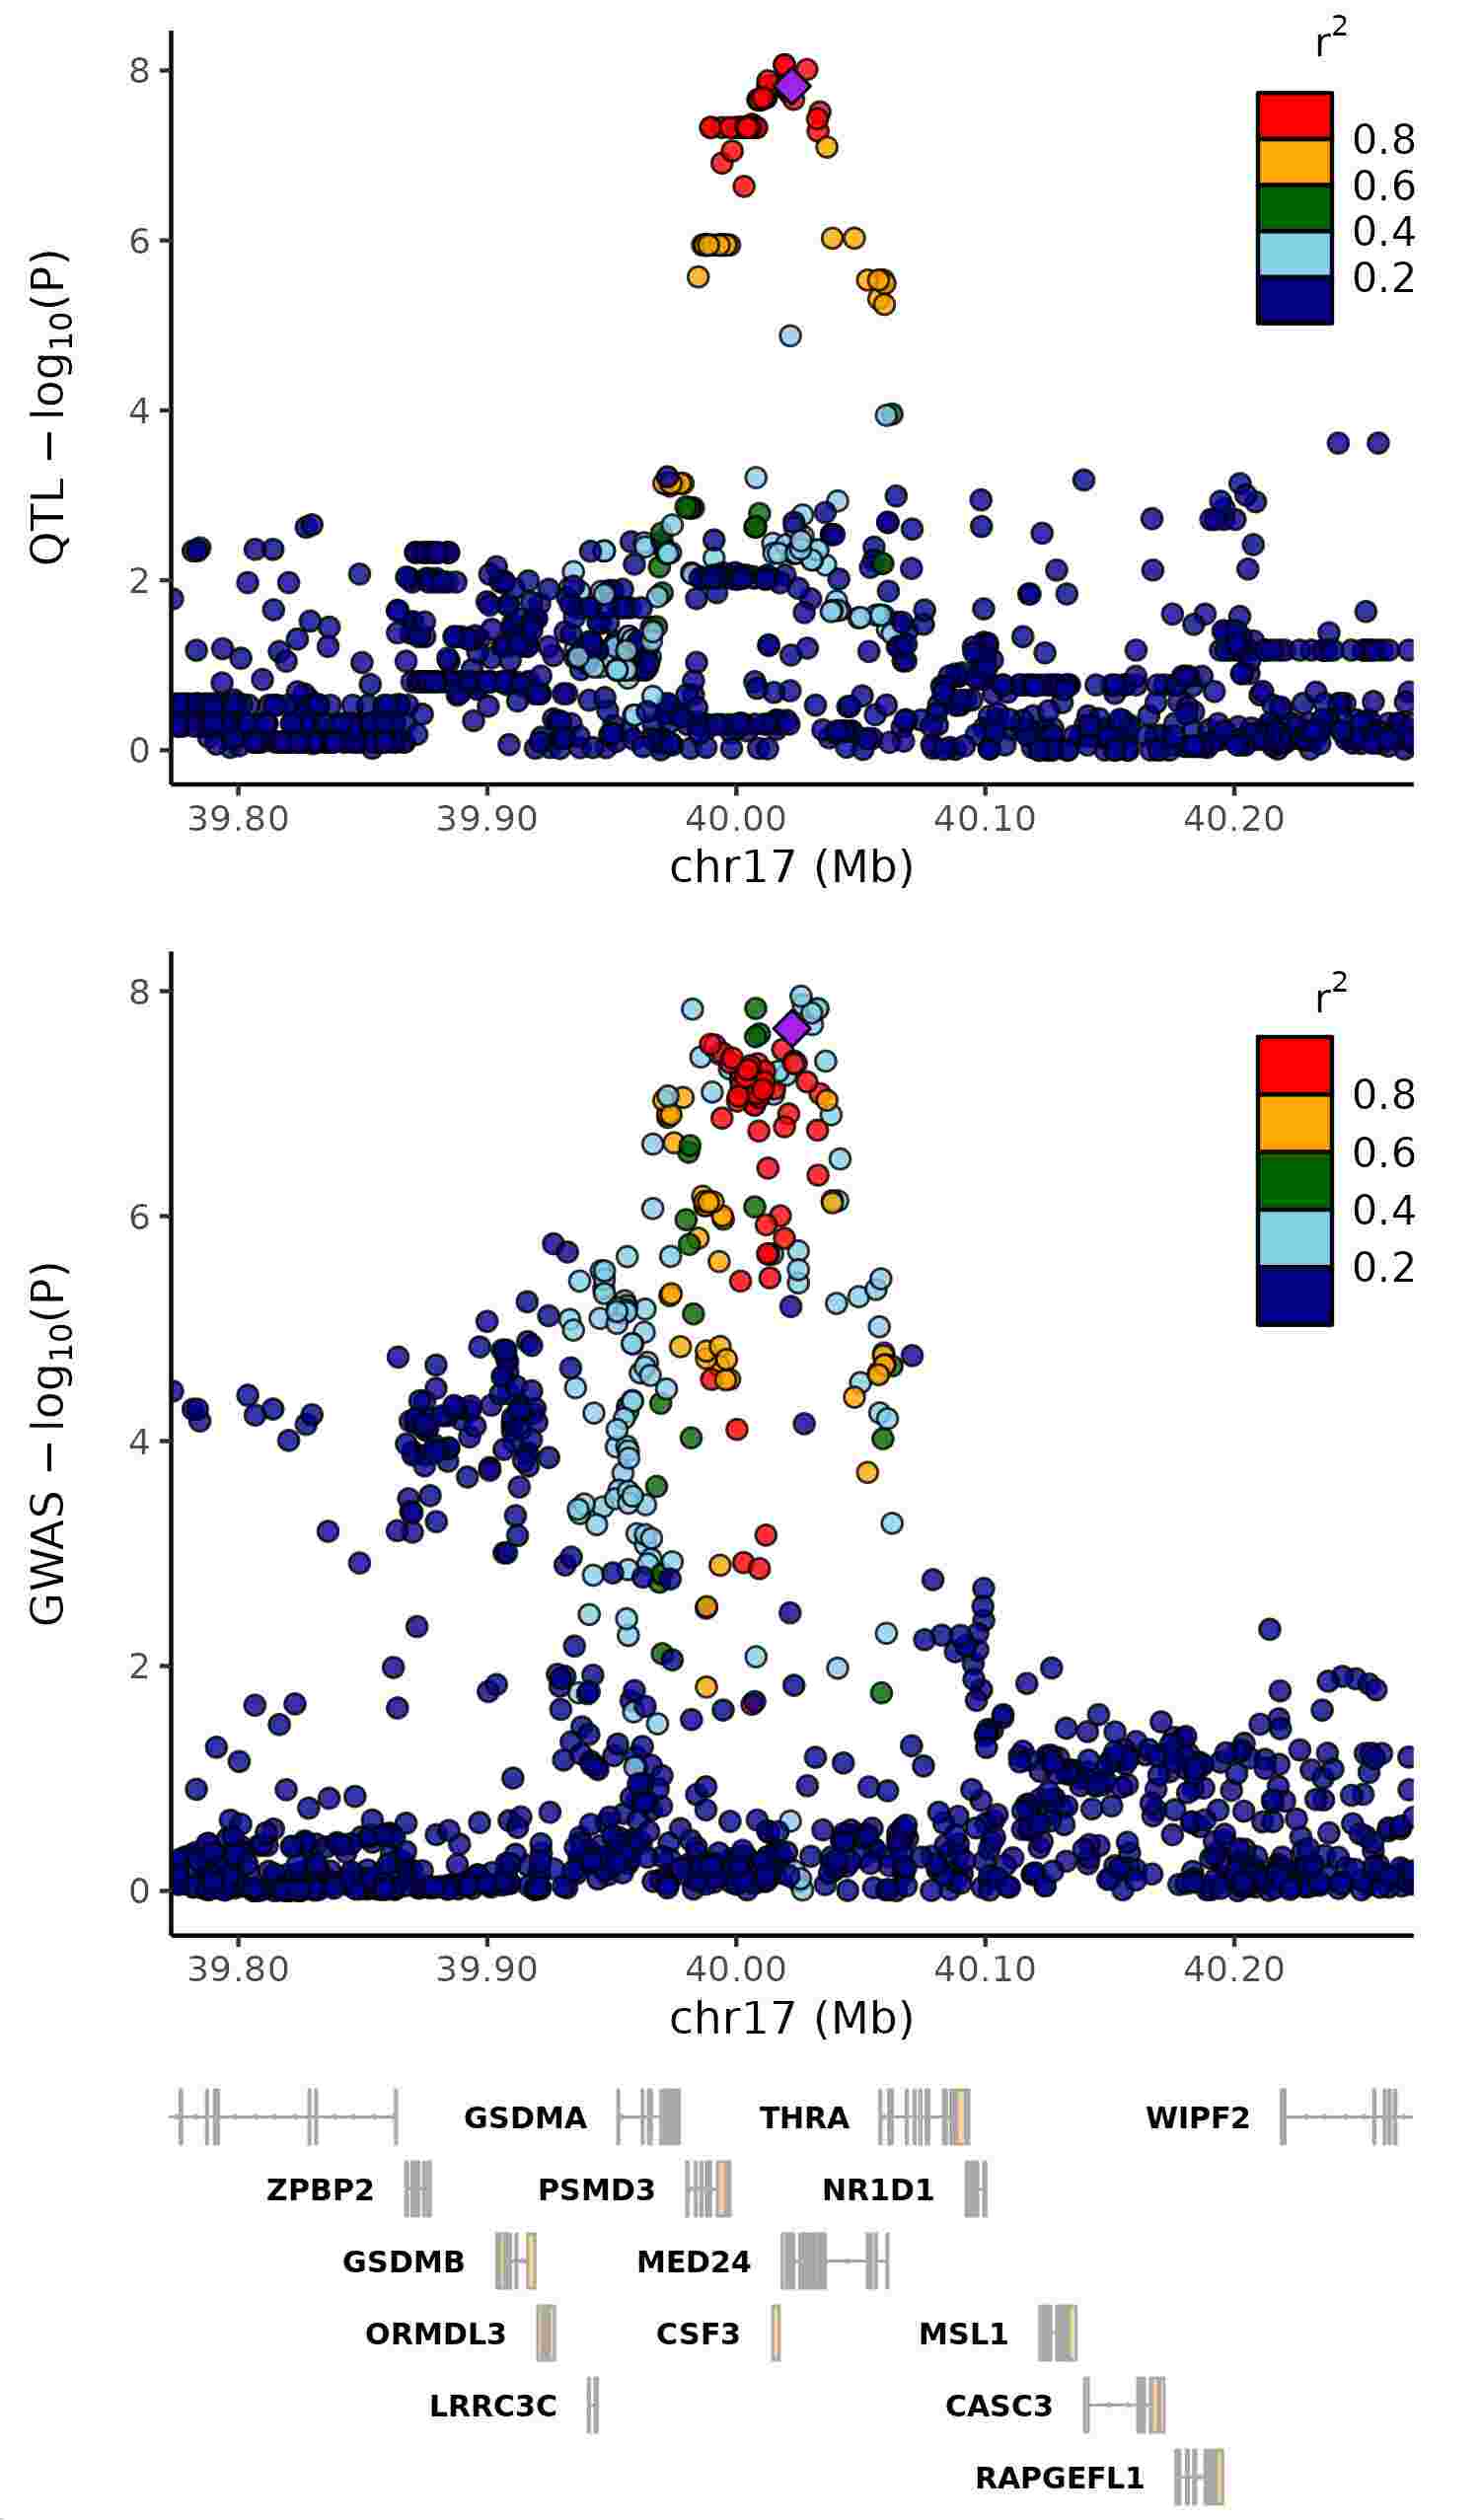 r2
8
0.8
0.6
6
0.4
0.2
QTL −log10(P)
4
2
0
39.80 39.90 40.00 40.10 40.20
chr17 (Mb)
r2
8
0.8
0.6
6
0.4
0.2
GWAS −log10(P)
4
2
0
39.80 39.90 40.00 40.10 40.20
chr17 (Mb)
GSDMA THRA WIPF2
ZPBP2 PSMD3 NR1D1
GSDMB MED24
ORMDL3 CSF3 MSL1
LRRC3C CASC3
RAPGEFL1